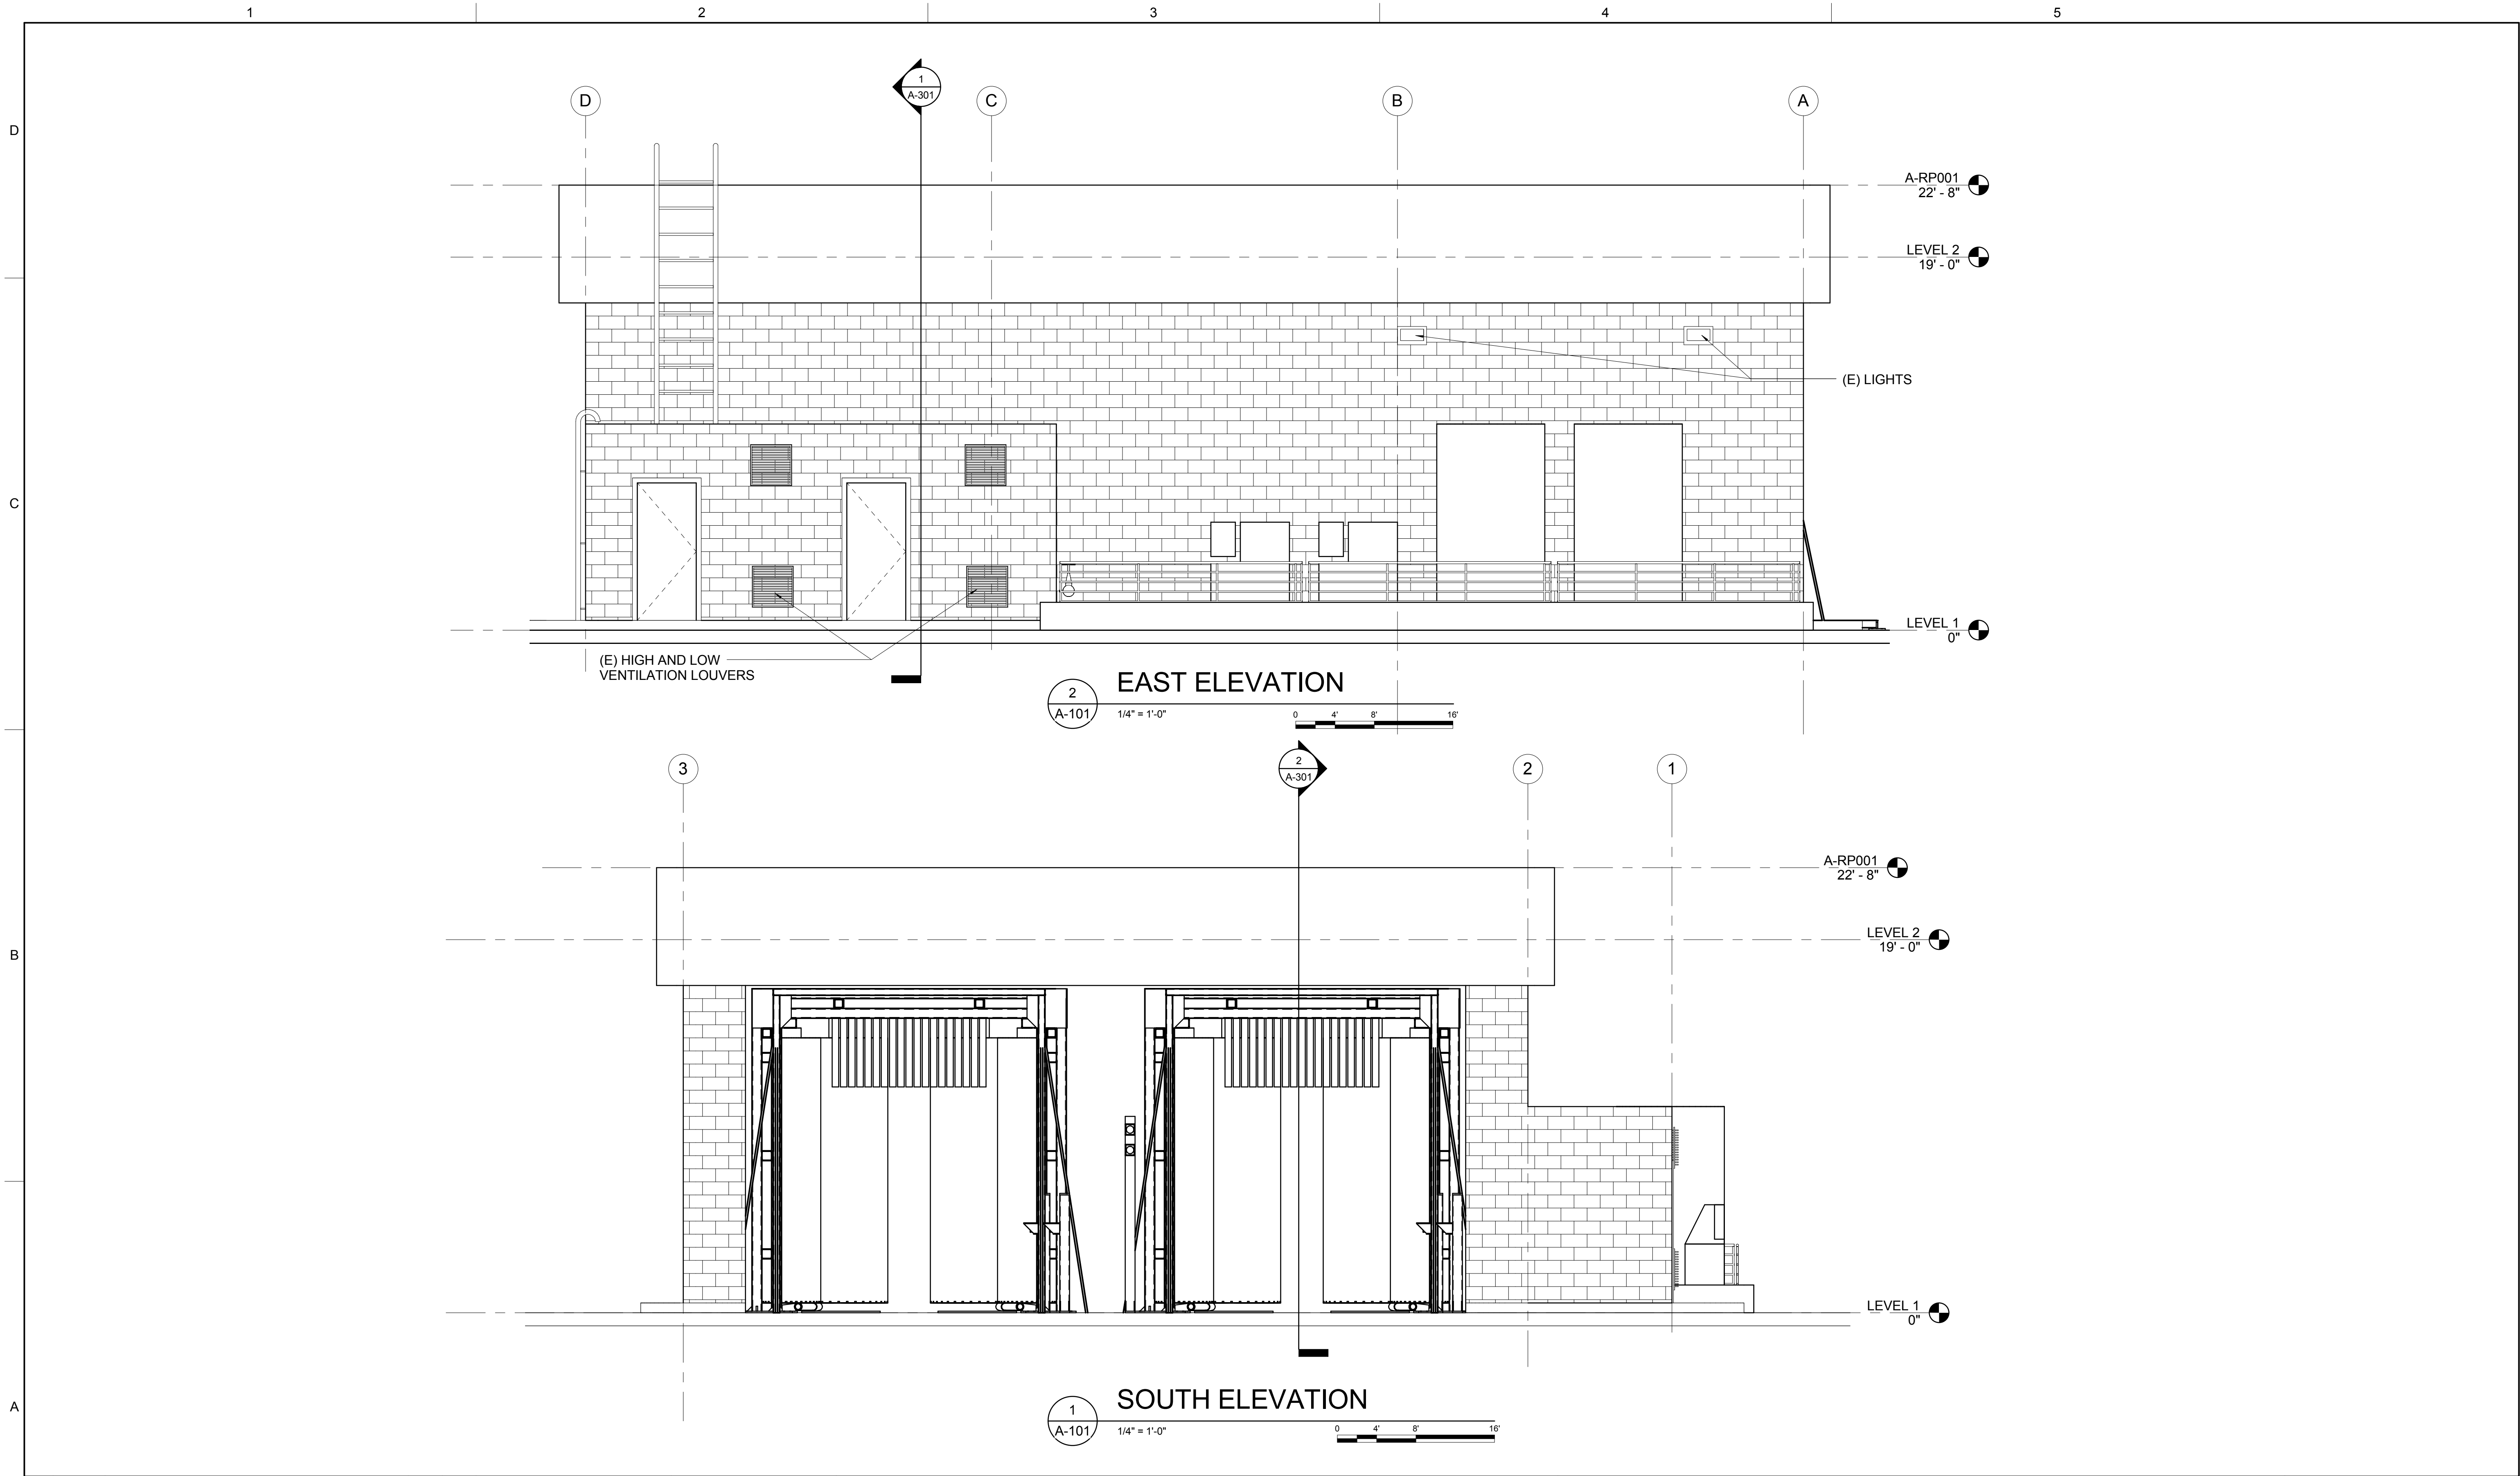 1
2
3
4
5
D
C
B
A
1
A-301
D
C
B
A
A-RP001
22' - 8"
LEVEL 2
19' - 0"
(E) LIGHTS
LEVEL 1
0"
(E) HIGH AND LOW
VENTILATION LOUVERS
2
A-101
EAST ELEVATION
1/4" = 1'-0"
0 4' 8' 16'
3
2
A-301
2
1
A-RP001
22' - 8"
LEVEL 2
19' - 0"
LEVEL 1
0"
1
A-101
SOUTH ELEVATION
1/4" = 1'-0"
0 4' 8' 16'